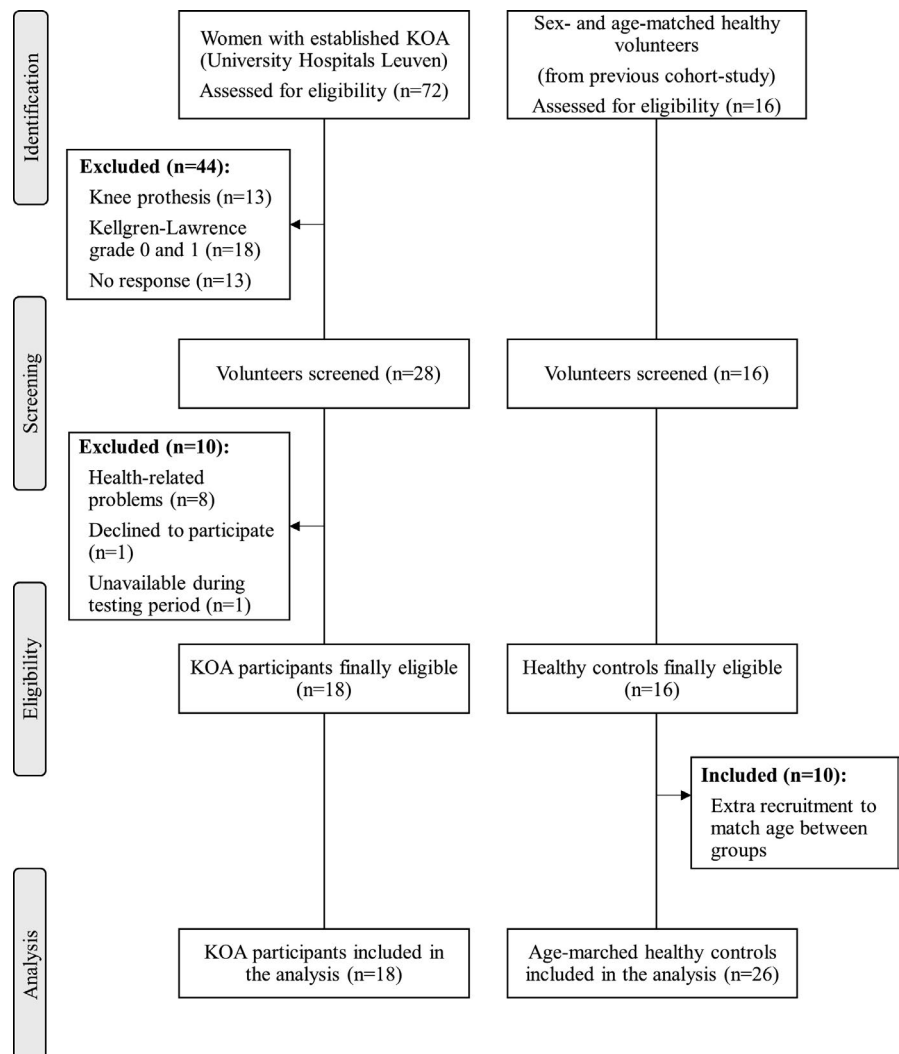 Identification
Women with established KOA
(University Hospitals Leuven)
Assessed for eligibility (n=72)
Sex- and age-matched healthy
volunteers
(from previous cohort-study)
Assessed for eligibility (n=16)
Excluded (n=44):
Knee prothesis (n=13)
Kellgren-Lawrence
grade 0 and 1 (n=18)
No response (n=13)
Screening
Volunteers screened (n=28)
Volunteers screened (n=16)
Excluded (n=10):
Health-related
problems (n=8)
Declined to participate
(n=1)
Unavailable during
testing period (n=1)
Eligibility
KOA participants finally eligible
(n=18)
Healthy controls finally eligible
(n=16)
Included (n=10):
Extra recruitment to
match age between
groups
Analysis
KOA participants included in
the analysis (n=18)
Age-marched healthy controls
included in the analysis (n=26)